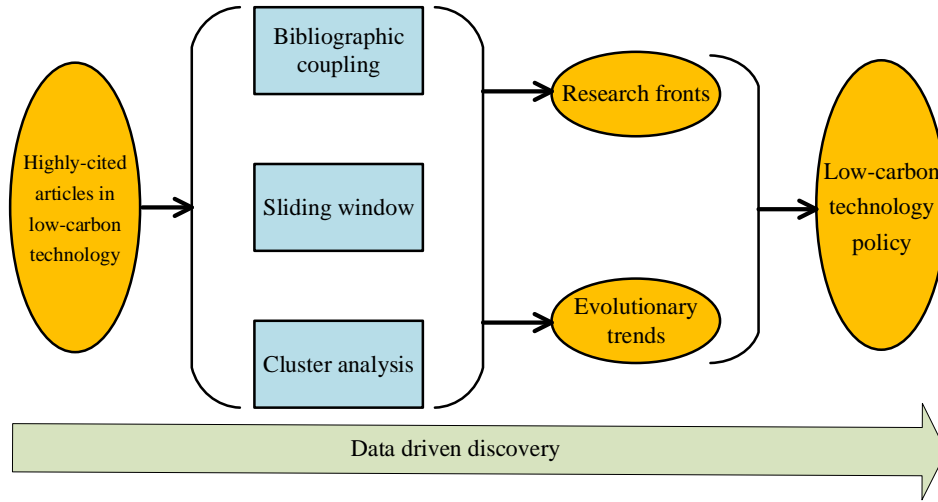 Highly-cited
articles in
low-carbon
technology
Bibliographic
coupling
Sliding window
Cluster analysis
Research fronts
Evolutionary
trends
Low-carbon
technology
policy
Data driven discovery